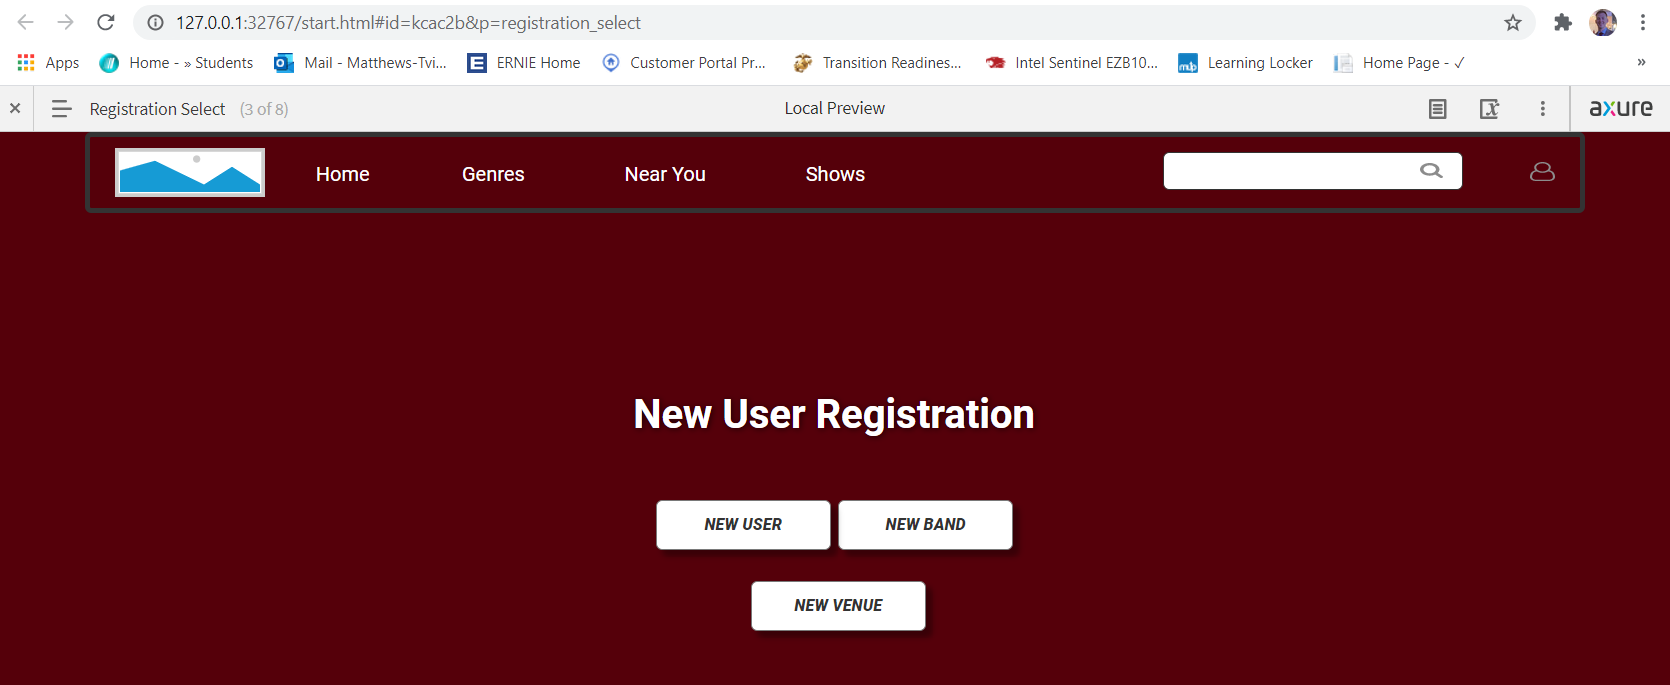 127.0.0.1:32767/start.html#id=kcac2b&p=registration_select
Apps Home - » Students Mail - Matthews-Tvi... ERNIE Home Customer Portal Pr... Transition Readines... Intel Sentinel EZB10... mub Learning Locker Home Page - ✓ »
Registration Select (3 of 8) Local Preview axure
Home Genres Near You Shows
New User Registration
NEW USER NEW BAND
NEW VENUE